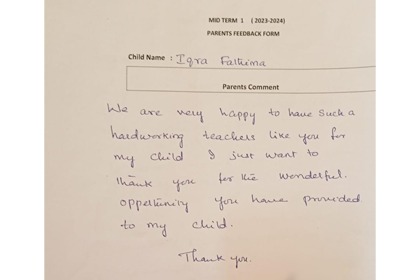 MID TERM 1 ( 2023-2024)
PARENTS FEEDBACK FORM
Child Name : Iqra Fathima
Parents Comment
We are very happy to have such a
hardworking teachers like you for
my child I just want to
thank you for the wonderful.
oppeltunity you have provided
to my child.
Thank you.